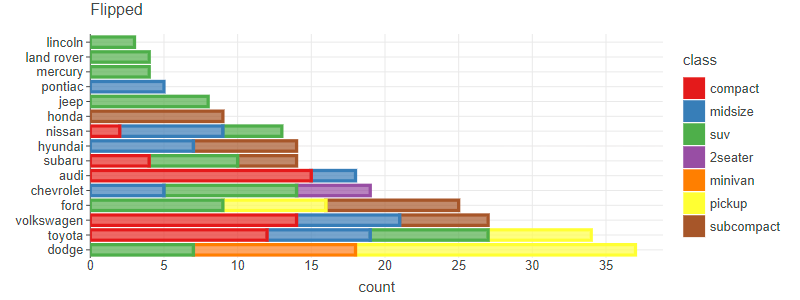 Flipped
lincoln
land rover
mercury
pontiac
jeep
honda
nissan
hyundai
subaru
audi
chevrolet
ford
volkswagen
toyota
dodge
0 5 10 15 20 25 30 35
count
class
compact
midsize
suv
2seater
minivan
pickup
subcompact